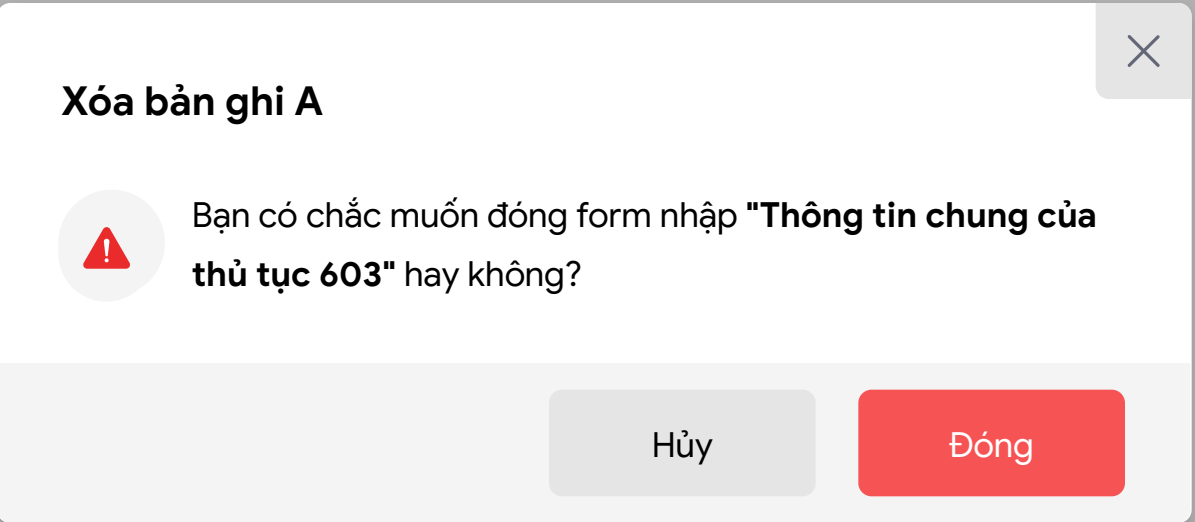 Xóa bản ghi A
Bạn có chắc muốn đóng form nhập "Thông tin chung của
thủ tục 603" hay không?
Hủy
Đóng